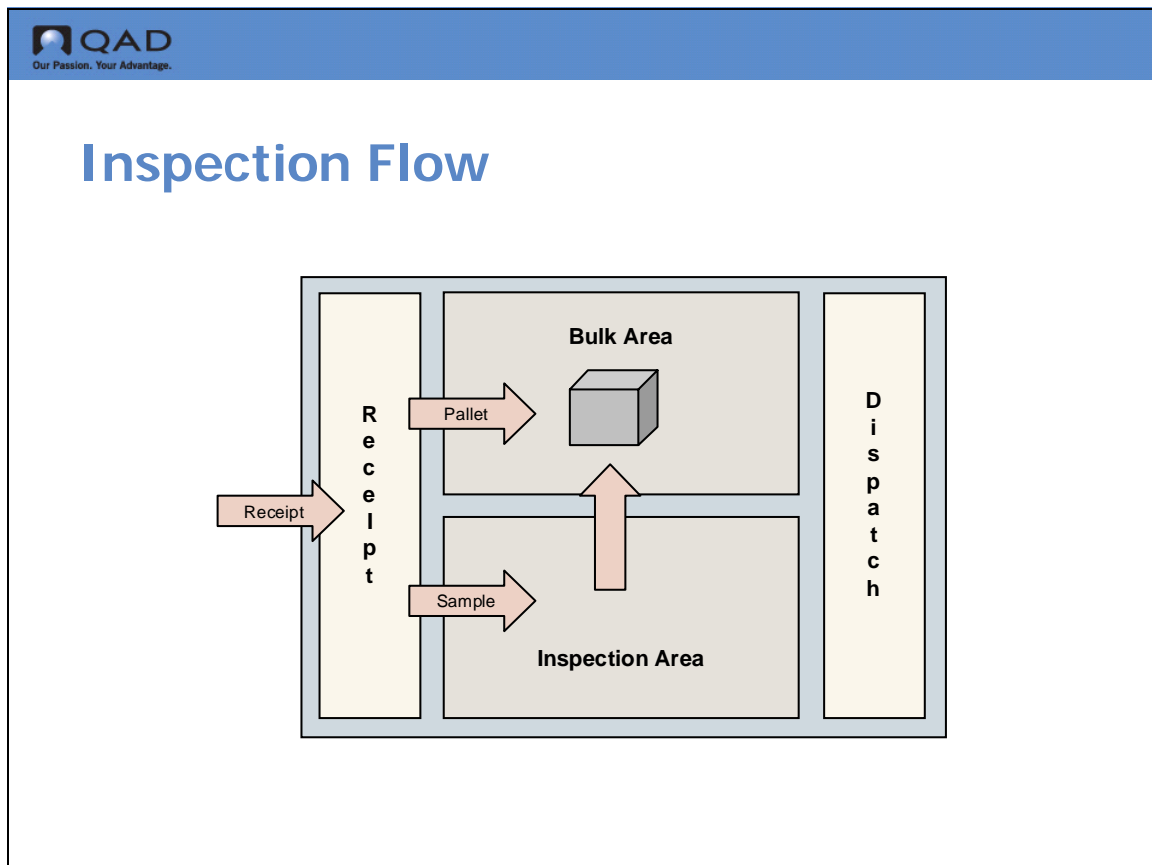 QAD
Our Passion. Your Advantage.
Inspection Flow
Bulk Area
Pallet
ReceIpt
Receipt
Dispatch
Sample
Inspection Area